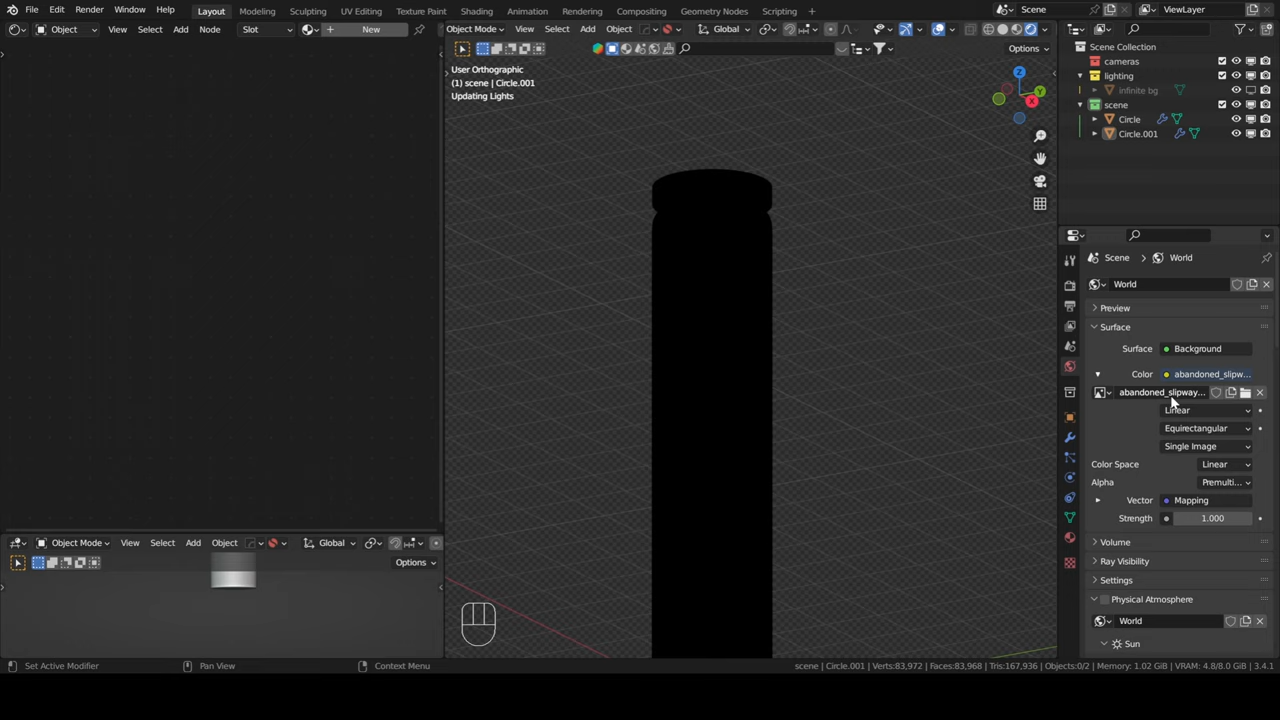 File Edit Render Window Help Layout Modeling Sculpting UV Editing Texture Paint Shading Animation Rendering Compositing Geometry Nodes Scripting Scene ViewLayer
Object View Select Add Node Slot New Object Mode View Select Add Object Global
Options
User Orthographic
(1) scene | Circle.001
Updating Lights
Z
Y
X
Scene Collection
cameras
lighting
infinite bg
scene
Circle
Circle.001
Scene World
World
Preview
Surface
Surface Background
Color abandoned_slipw...
abandoned_slipway...
Linear
Equirectangular
Single Image
Color Space Linear
Alpha Premulti...
Vector Mapping
Strength 1.000
Volume
Ray Visibility
Settings
Physical Atmosphere
World
Sun
Object Mode View Select Add Object Global
Options
Set Active Modifier Pan View Context Menu scene | Circle.001 | Verts:83,972 | Faces:83,968 | Tris:167,936 | Objects:0/2 | Memory: 1.02 GiB | VRAM: 4.8/8.0 GiB | 3.4.1